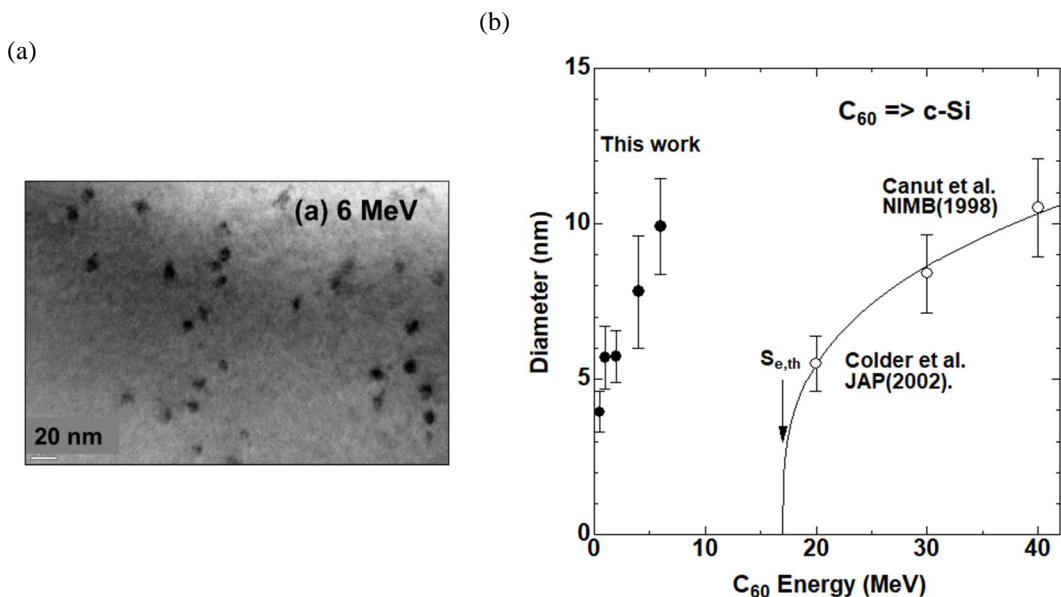 (a)
(b)
(a) 6 MeV
20 nm
15
10
5
0
Diameter (nm)
C₆₀ => c-Si
This work
Canut et al.
NIMB(1998)
Sₑ,ₜₕ
Colder et al.
JAP(2002).
0
10
20
30
40
C₆₀ Energy (MeV)